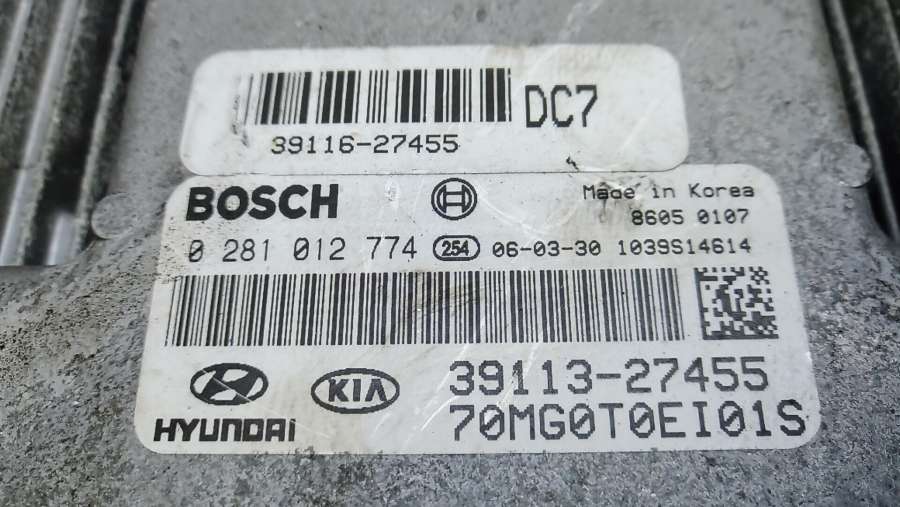 DC7
39116-27455
BOSCH
Made in Korea
8605 0107
0 281 012 774 254 06-03-30 1039S14614
HYUNDAI KIA 39113-27455
70MG0T0EI01S